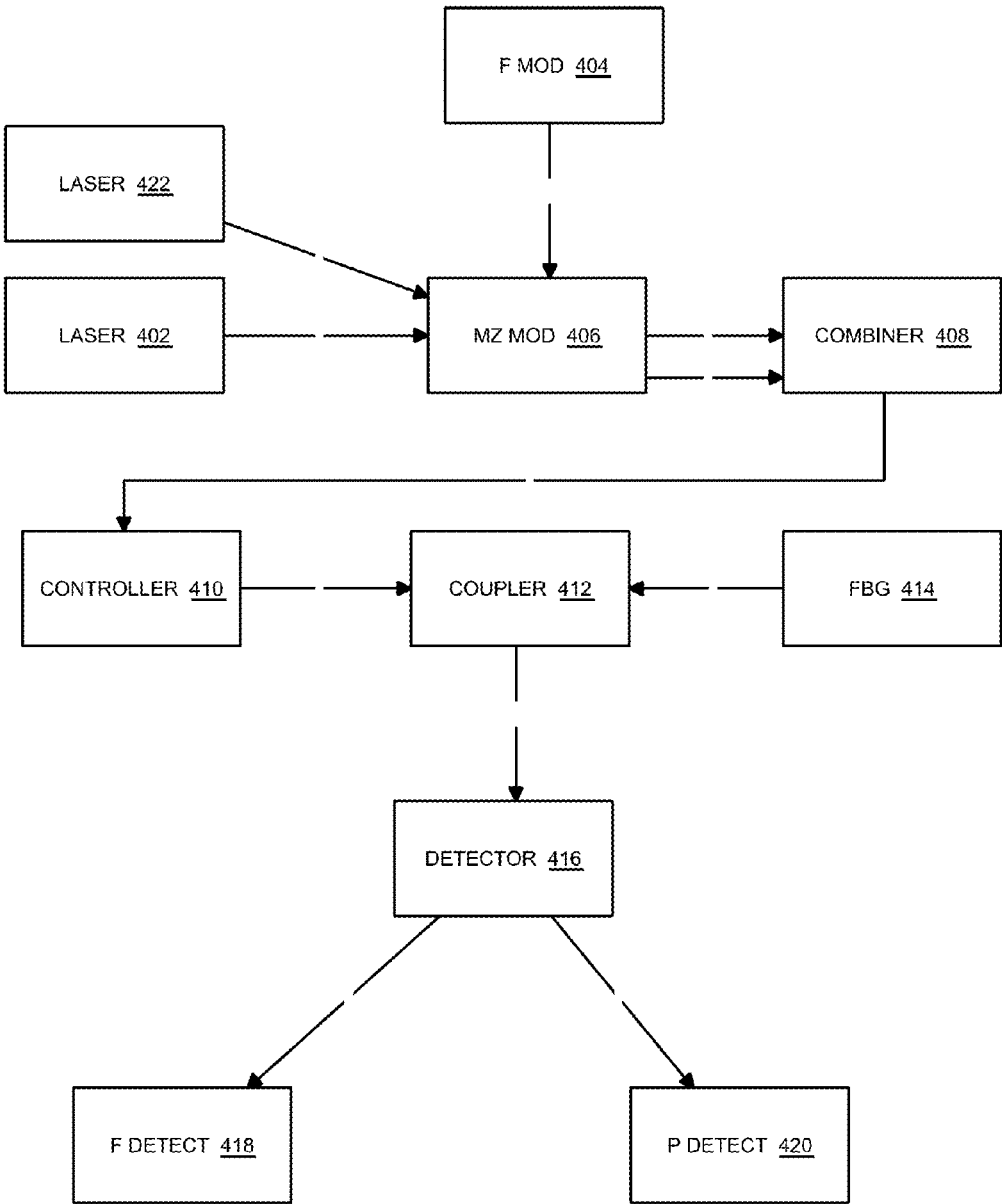 F MOD 404
LASER 422
LASER 402
MZ MOD 406
COMBINER 408
CONTROLLER 410
COUPLER 412
FBG 414
DETECTOR 416
F DETECT 418
P DETECT 420